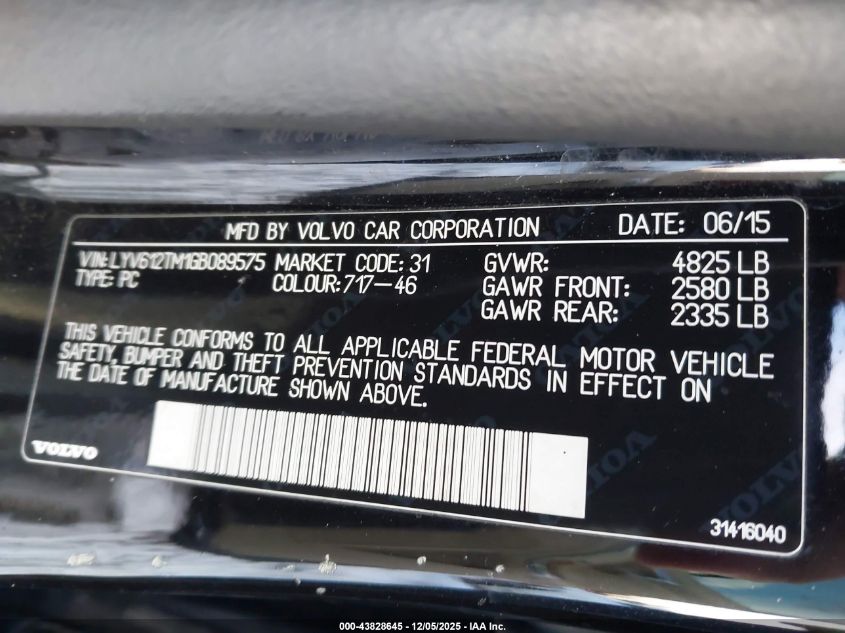 MFD BY VOLVO CAR CORPORATION DATE: 06/15
VIN: LYV612TM1GB089575 MARKET CODE: 31 GVWR: 4825 LB
TYPE: PC COLOUR: 717-46 GAWR FRONT: 2580 LB
GAWR REAR: 2335 LB
THIS VEHICLE CONFORMS TO ALL APPLICABLE FEDERAL MOTOR VEHICLE
SAFETY, BUMPER AND THEFT PREVENTION STANDARDS IN EFFECT ON
THE DATE OF MANUFACTURE SHOWN ABOVE.
VOLVO
31416040
000-43828645 - 12/05/2025 - IAA Inc.